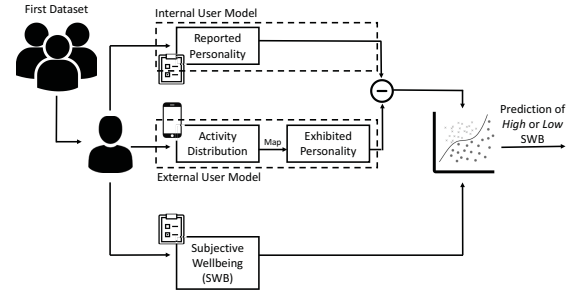 First Dataset
Internal User Model
Reported
Personality
Activity
Distribution
Map
Exhibited
Personality
External User Model
Subjective
Wellbeing
(SWB)
Prediction of
High or Low
SWB